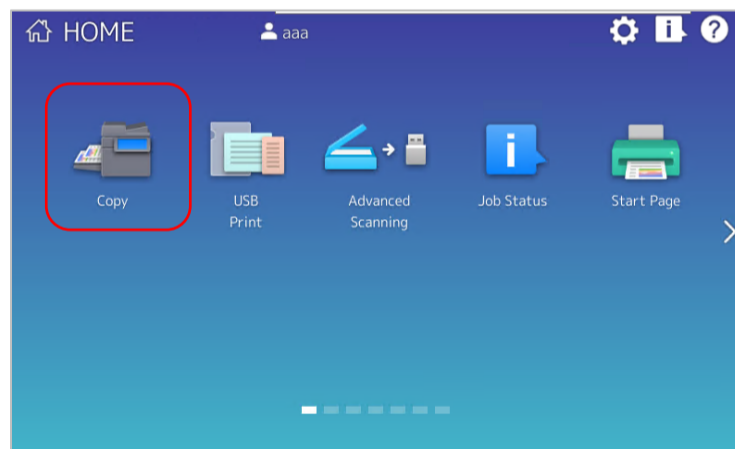 HOME
aaa
Copy
USB
Print
Advanced
Scanning
Job Status
Start Page